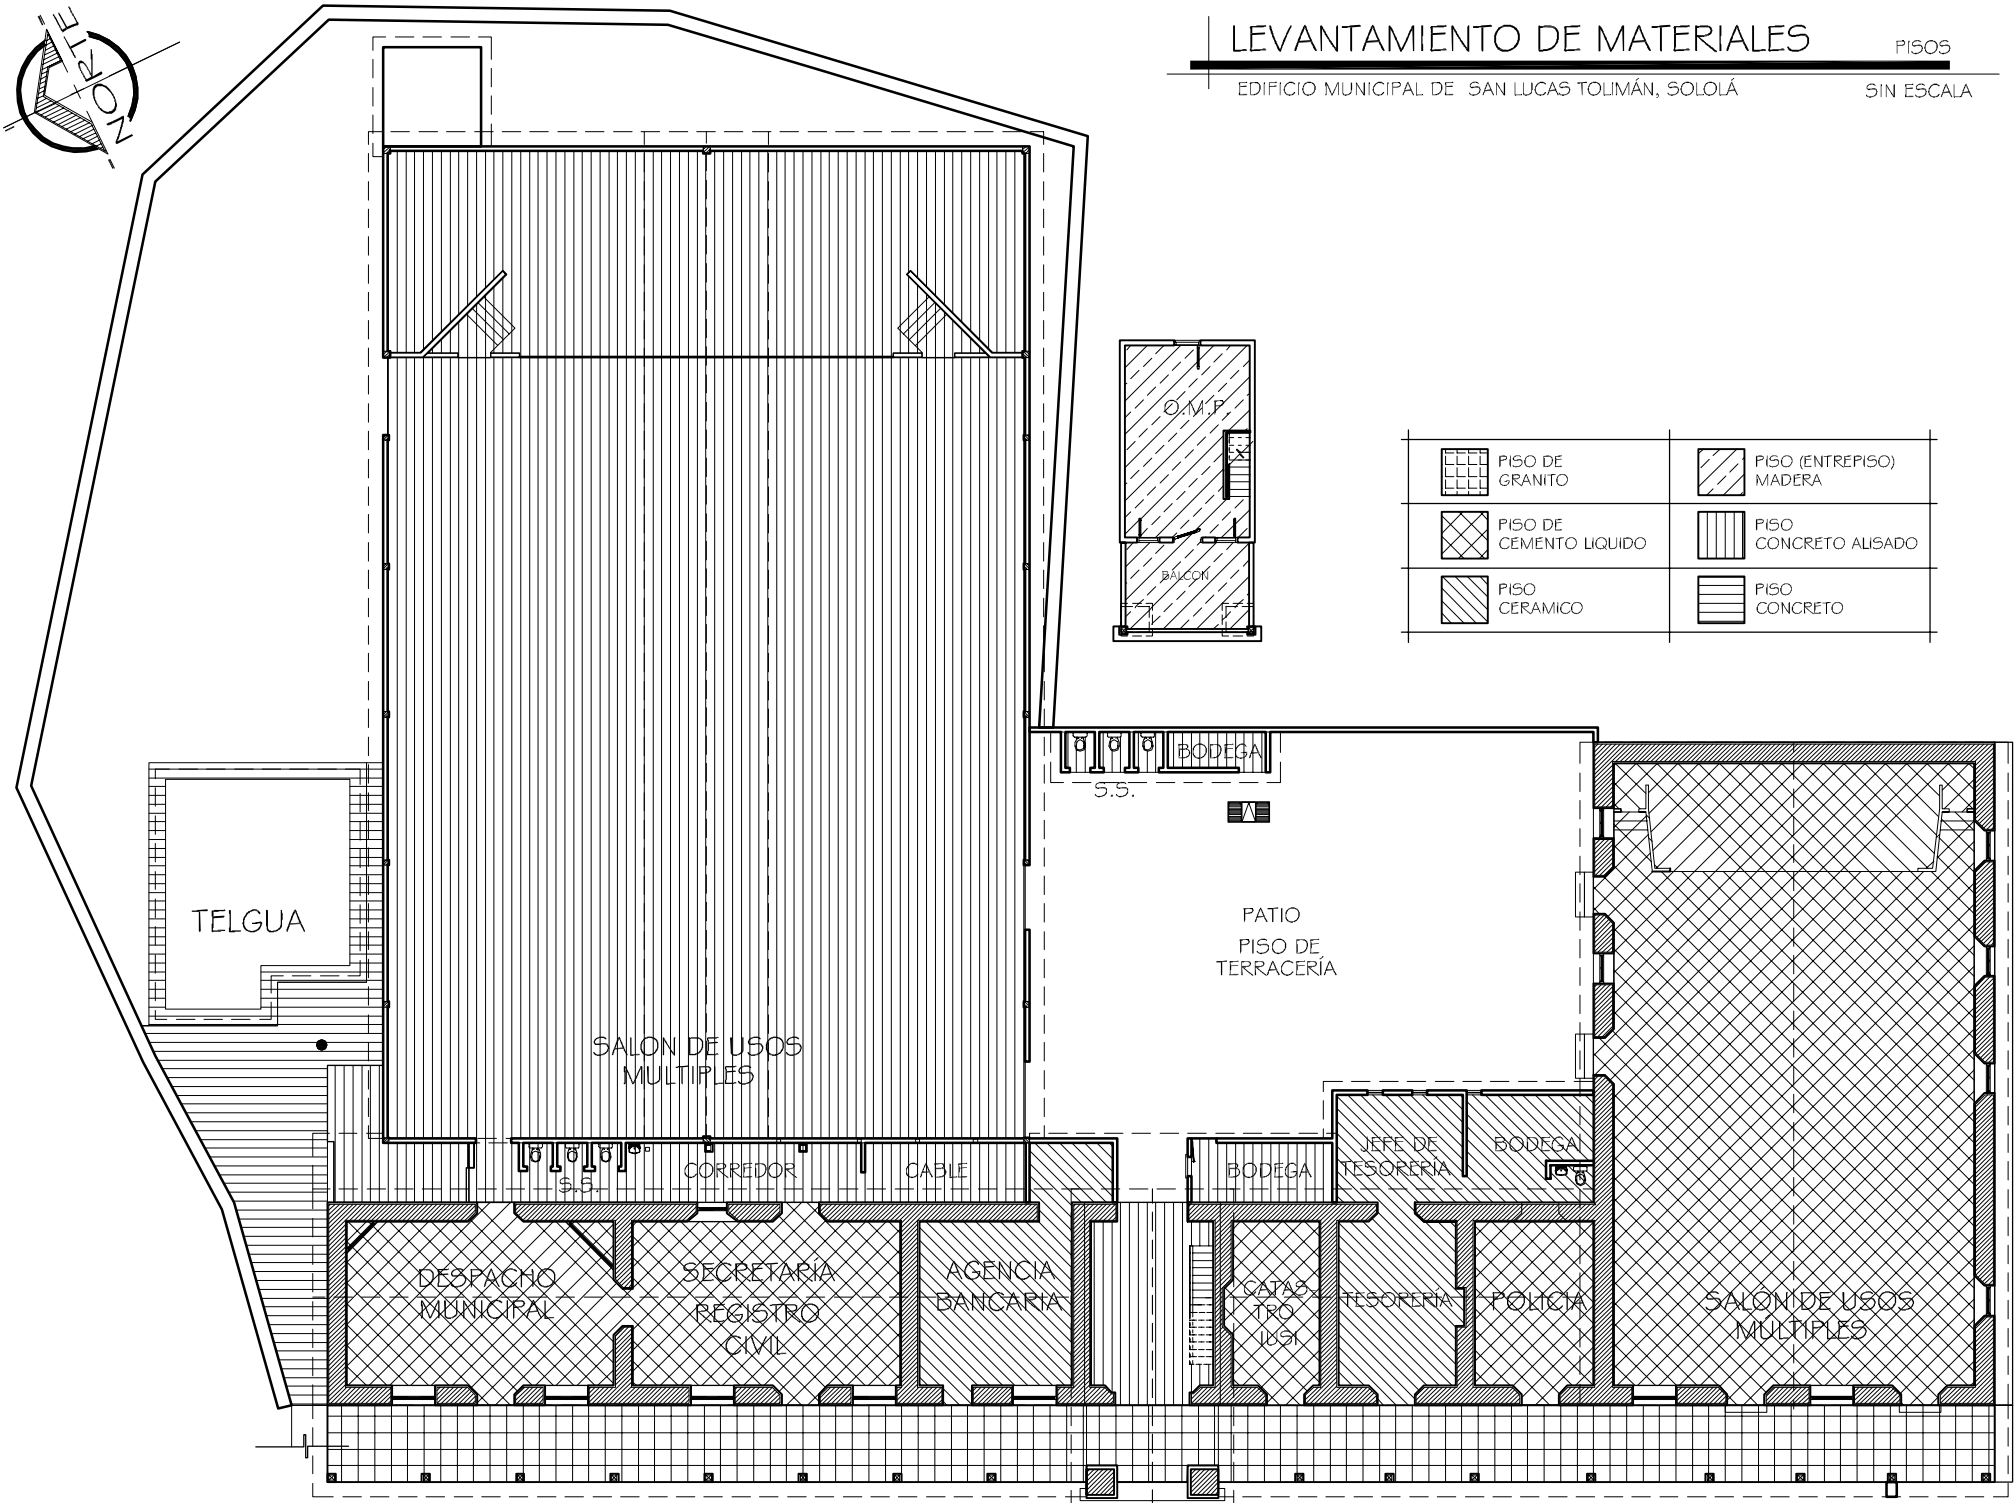 NORTE
LEVANTAMIENTO DE MATERIALES
PISOS
EDIFICIO MUNICIPAL DE SAN LUCAS TOLIMÁN, SOLOLÁ
SIN ESCALA
O.M.P.
BALCON
PISO DE
GRANITO
PISO (ENTREPISO)
MADERA
PISO DE
CEMENTO LIQUIDO
PISO
CONCRETO ALISADO
PISO
CERAMICO
PISO
CONCRETO
BODEGA
S.S.
TELGUA
PATIO
PISO DE
TERRACERÍA
SALON DE USOS
MULTIPLES
S.S.
CORREDOR
CABLE
BODEGA
JEFE DE
TESORERÍA
BODEGA
DESPACHO
MUNICIPAL
SECRETARÍA
REGISTRO
CIVIL
AGENCIA
BANCARIA
CATAS-
TRO
IUSI
TESORERÍA
POLICIA
SALÓN DE USOS
MULTIPLES